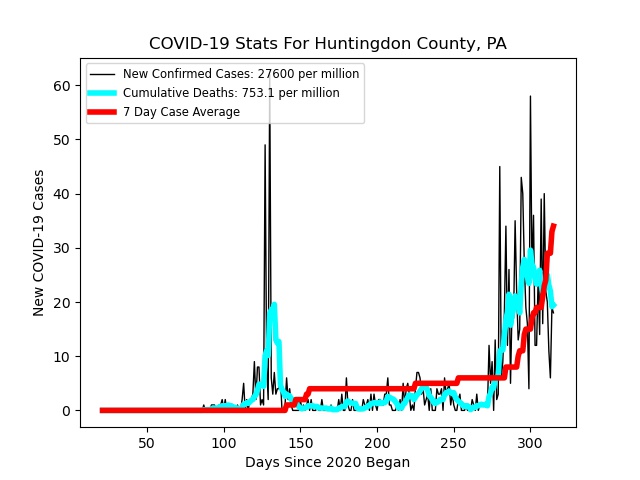 COVID-19 Stats For Huntingdon County, PA
New Confirmed Cases: 27600 per million
Cumulative Deaths: 753.1 per million
7 Day Case Average
60
50
40
30
20
10
0
New COVID-19 Cases
50 100 150 200 250 300
Days Since 2020 Began